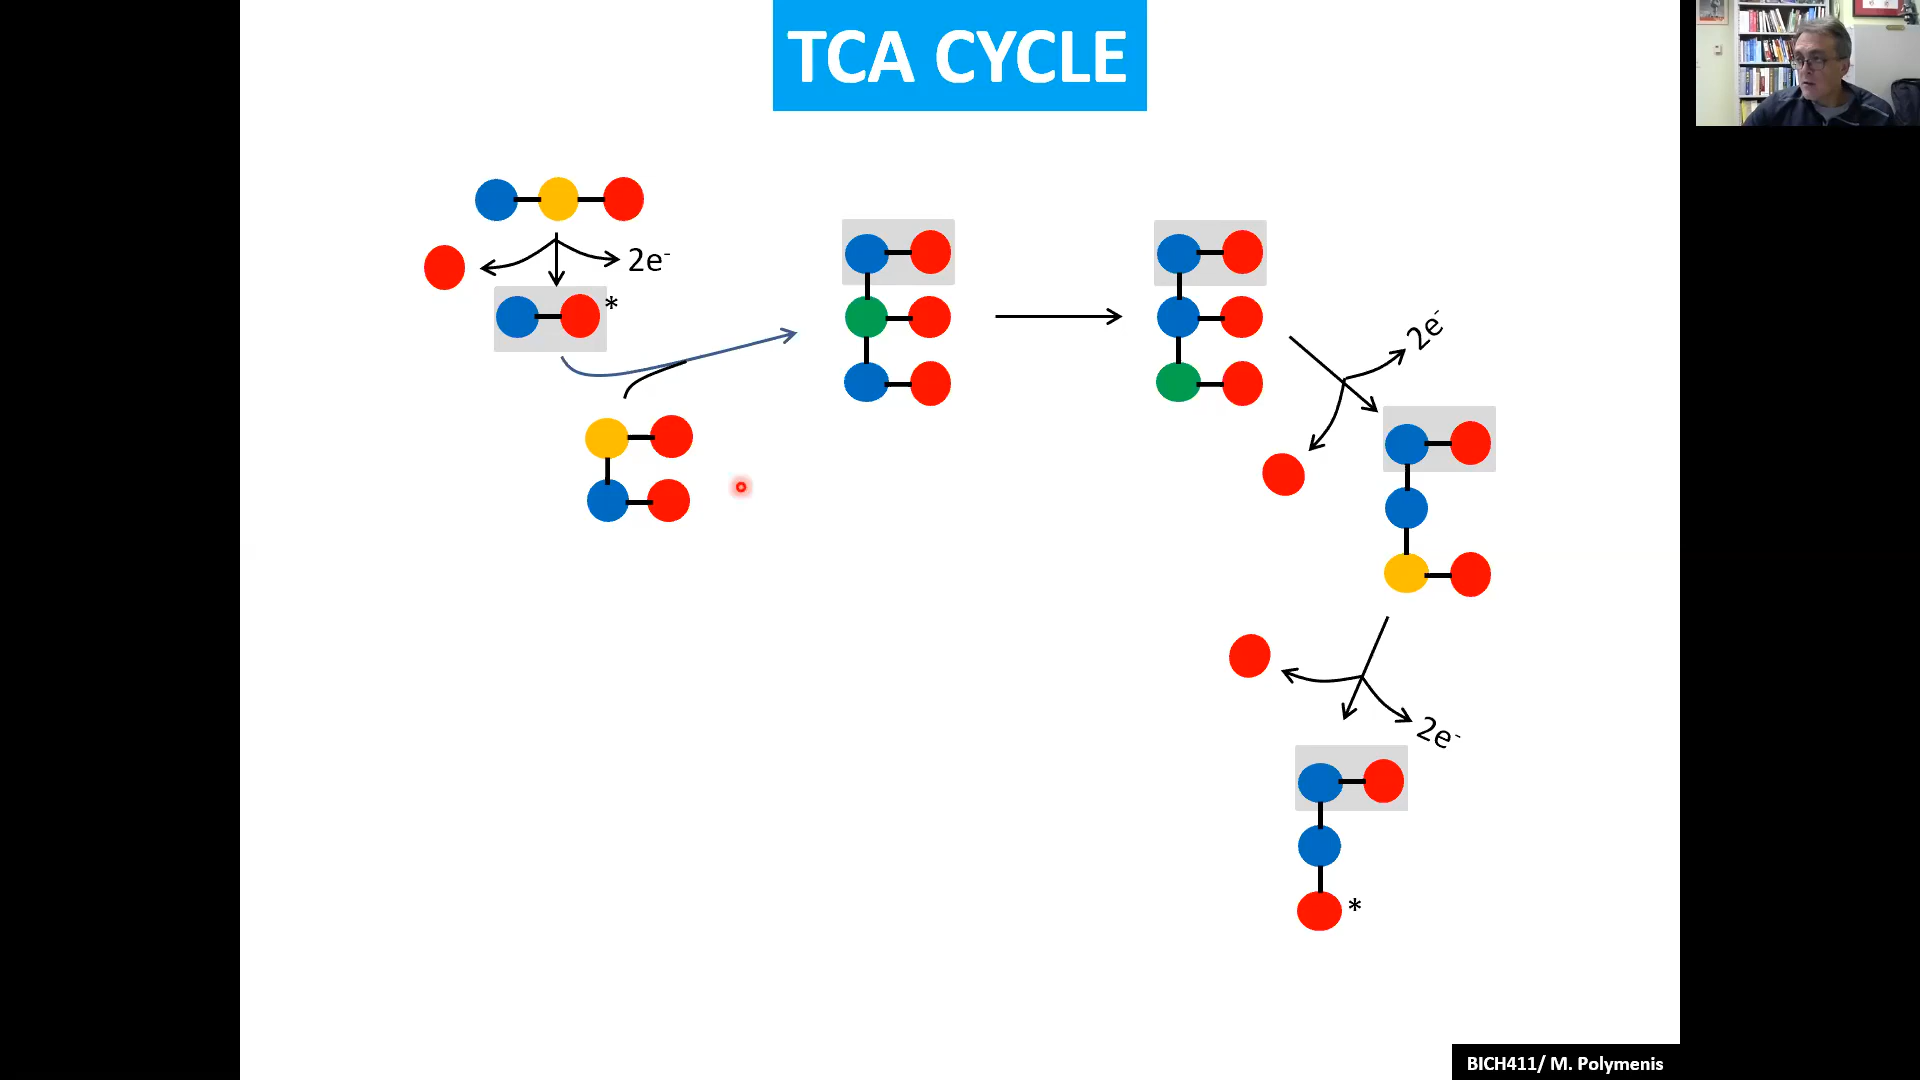 TCA CYCLE
2e-
*
2e-
2e-
*
BICH411/ M. Polymenis